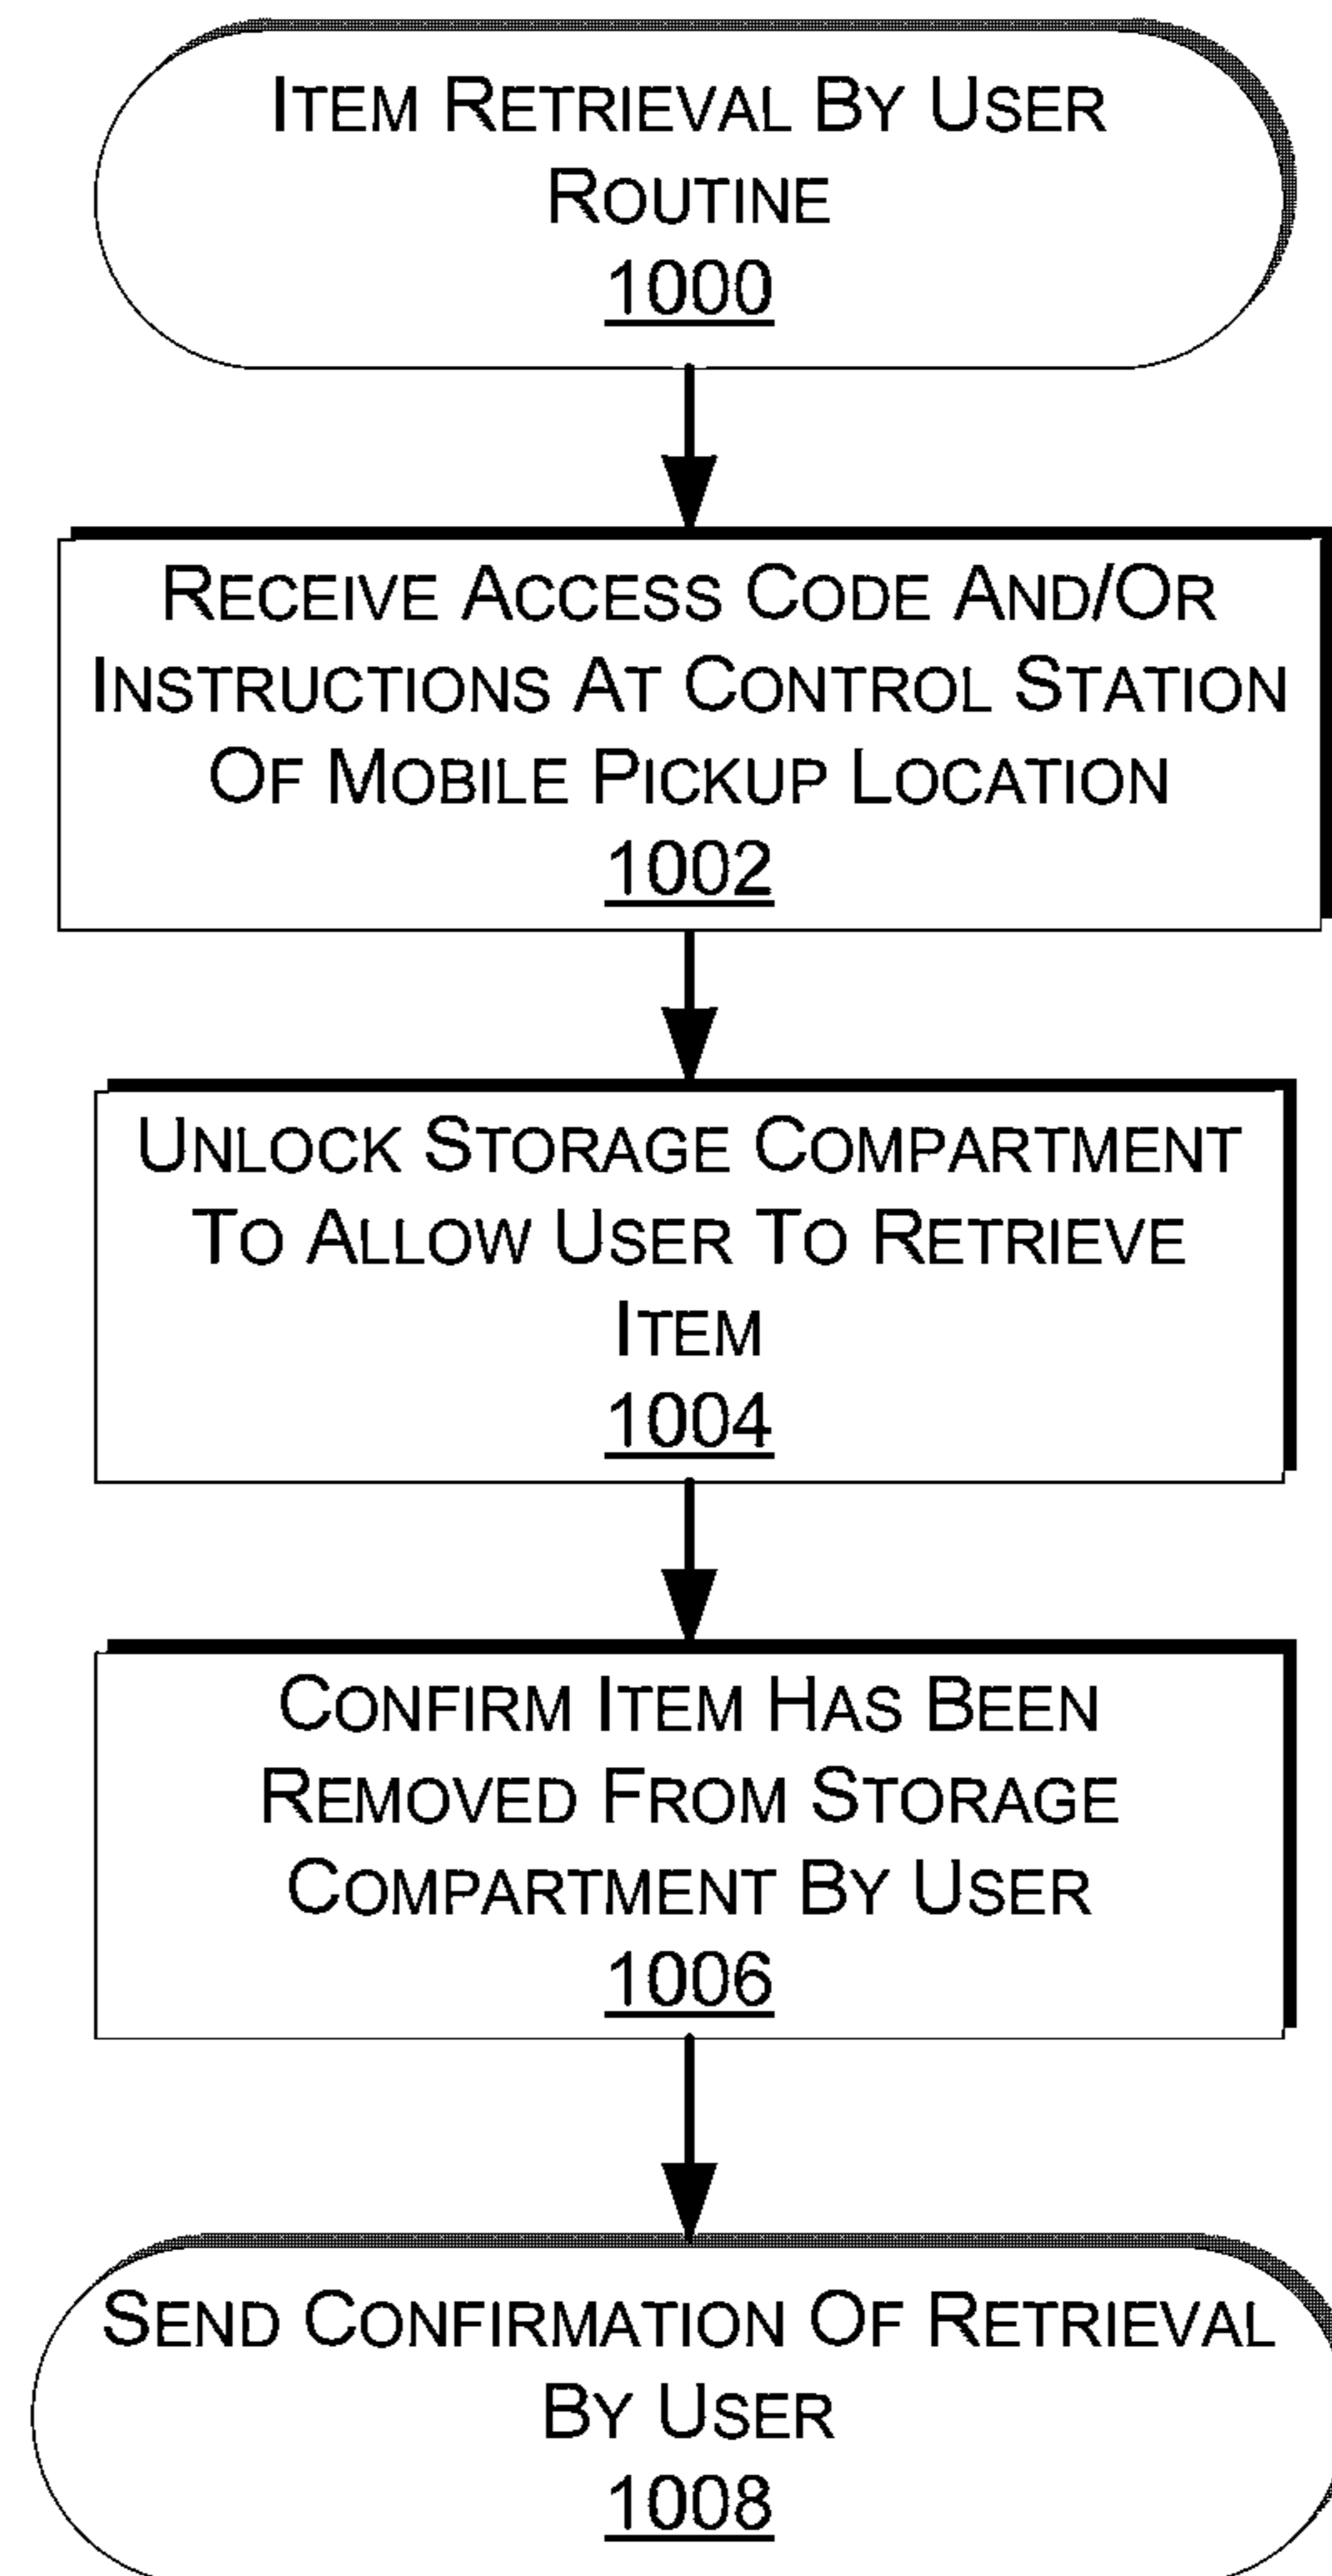 ITEM RETRIEVAL BY USER
ROUTINE
1000
RECEIVE ACCESS CODE AND/OR
INSTRUCTIONS AT CONTROL STATION
OF MOBILE PICKUP LOCATION
1002
UNLOCK STORAGE COMPARTMENT
TO ALLOW USER TO RETRIEVE
ITEM
1004
CONFIRM ITEM HAS BEEN
REMOVED FROM STORAGE
COMPARTMENT BY USER
1006
SEND CONFIRMATION OF RETRIEVAL
BY USER
1008